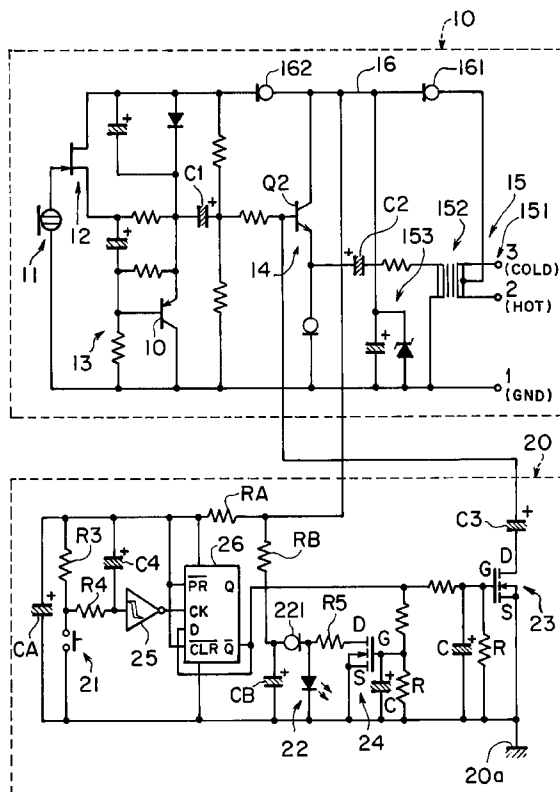 10
162
16
161
+
+
C1
Q2
C2
+
153
152
15
151
3
(COLD)
2
(HOT)
12
11
+
14
13
10
+
1
(GND)
20
RA
C3
+
R3
C4
+
26
RB
R4
PR
Q
CK
D
CLR
Q
CA
+
25
21
221
R5
D
G
S
+
CB
22
24
C
R
+
C
R
D
G
S
23
20a